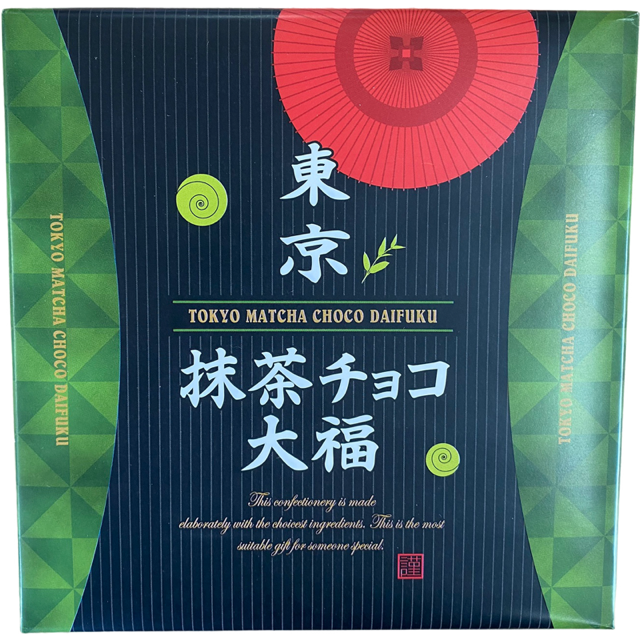 東
京
TOKYO MATCHA CHOCO DAIFUKU
抹茶チョコ
大福
This confectionery is made
elaborately with the choicest ingredients. This is the most
suitable gift for someone special.
謹
TOKYO MATCHA CHOCO DAIFUKU
TOKYO MATCHA CHOCO DAIFUKU